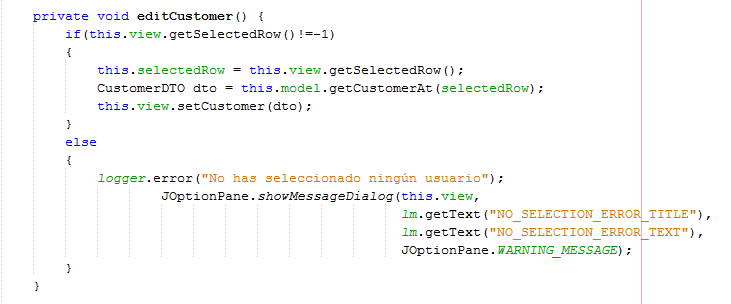 private void editCustomer() {
if(this.view.getSelectedRow()!=-1)
{
this.selectedRow = this.view.getSelectedRow();
CustomerDTO dto = this.model.getCustomerAt(selectedRow);
this.view.setCustomer(dto);
}
else
{
logger.error("No has seleccionado ningún usuario");
JOptionPane.showMessageDialog(this.view,
lm.getText("NO_SELECTION_ERROR_TITLE"),
lm.getText("NO_SELECTION_ERROR_TEXT"),
JOptionPane.WARNING_MESSAGE);
}
}